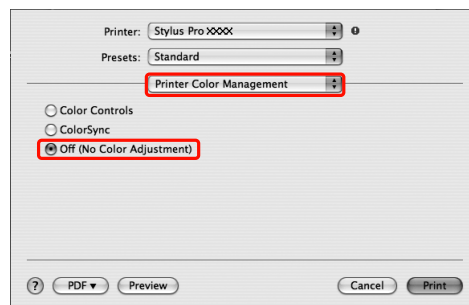 Printer: Stylus Pro XXXX
Presets: Standard
Printer Color Management
Color Controls
ColorSync
Off (No Color Adjustment)
? PDF▼ Preview Cancel Print